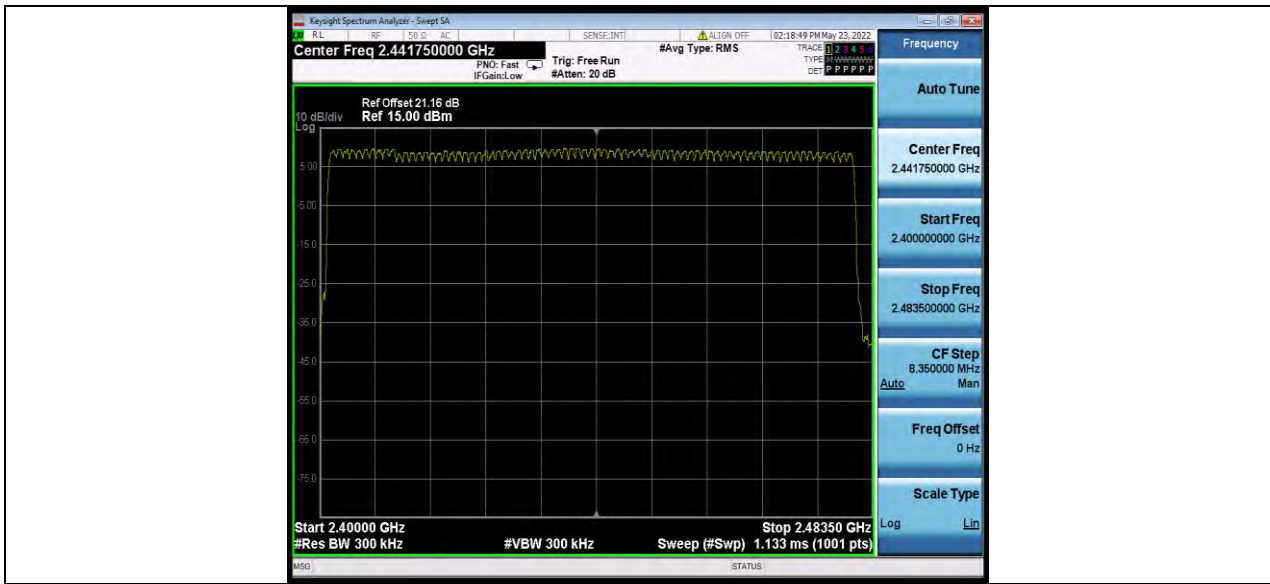 Keysight Spectrum Analyzer - Swept SA
RL RF 50 Ω AC SENSE:INT ALIGN OFF 02:18:49 PM May 23, 2022
Center Freq 2.441750000 GHz
PNO: Fast
IFGain:Low
Trig: Free Run
#Atten: 20 dB
#Avg Type: RMS
TRACE 1 2 3 4 5 6
TYPE M WWWWW
DET P P P P P P
Frequency
Auto Tune
Center Freq
2.441750000 GHz
Start Freq
2.400000000 GHz
Stop Freq
2.483500000 GHz
CF Step
8.350000 MHz
Auto Man
Freq Offset
0 Hz
Scale Type
Log Lin
Ref Offset 21.16 dB
10 dB/div Ref 15.00 dBm
Log
5.00
-5.00
-15.0
-25.0
-35.0
-45.0
-55.0
-65.0
-75.0
Start 2.40000 GHz Stop 2.48350 GHz
#Res BW 300 kHz #VBW 300 kHz Sweep (#Swp) 1.133 ms (1001 pts)
MSG STATUS